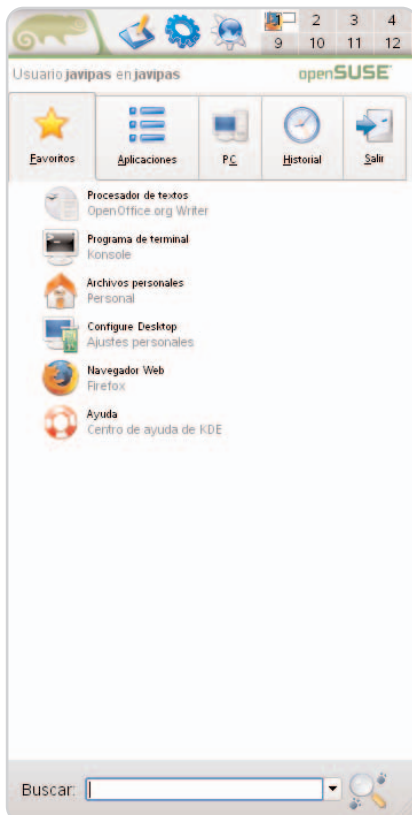 1 2 3 4
9 10 11 12
Usuario javipas en javipas openSUSE
Favoritos Aplicaciones PC Historial Salir
Procesador de textos
OpenOffice.org Writer
Programa de terminal
Konsole
Archivos personales
Personal
Configure Desktop
Ajustes personales
Navegador Web
Firefox
Ayuda
Centro de ayuda de KDE
Buscar: